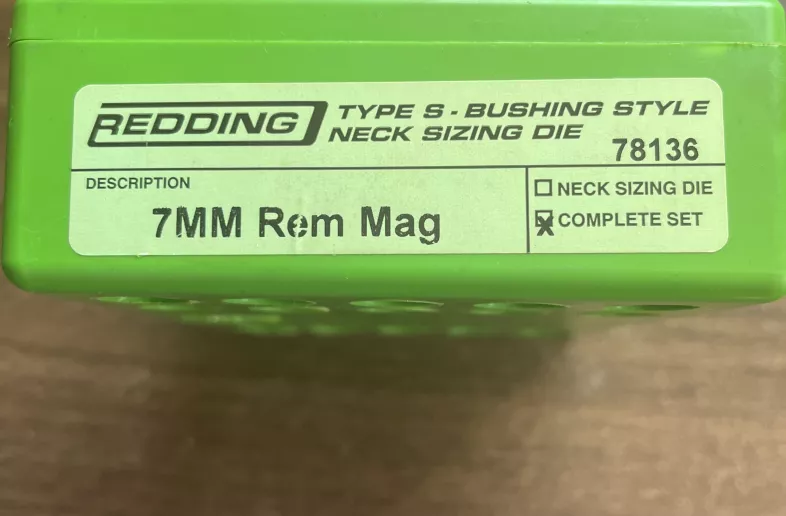 REDDING TYPE S - BUSHING STYLE
NECK SIZING DIE 78136
DESCRIPTION
7MM Rem Mag
NECK SIZING DIE
COMPLETE SET